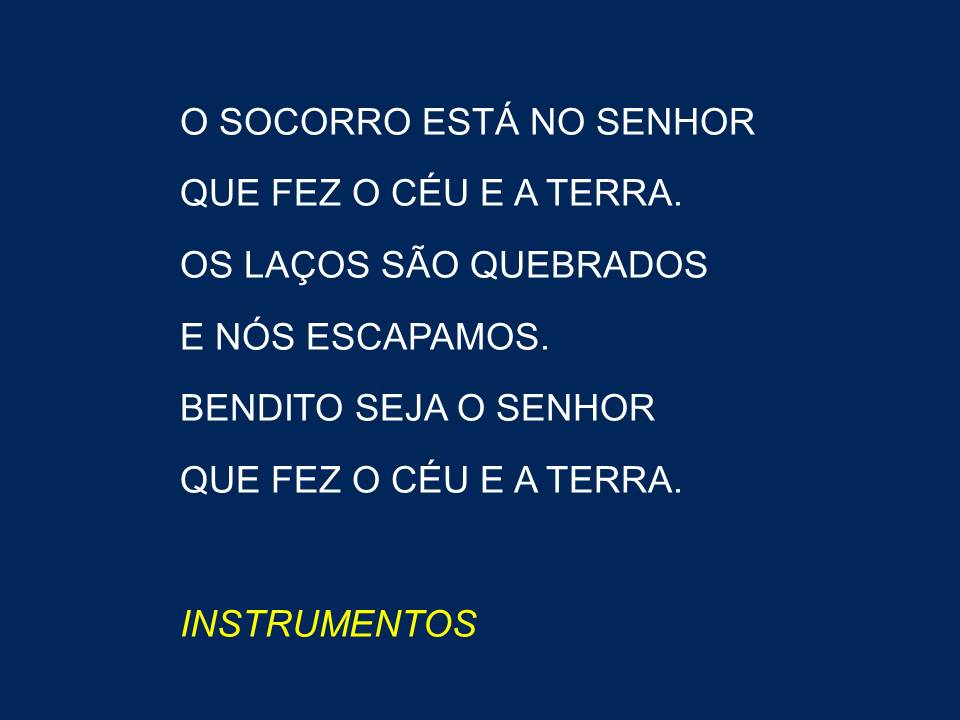 O SOCORRO ESTÁ NO SENHOR
QUE FEZ O CÉU E A TERRA.
OS LAÇOS SÃO QUEBRADOS
E NÓS ESCAPAMOS.
BENDITO SEJA O SENHOR
QUE FEZ O CÉU E A TERRA.
INSTRUMENTOS